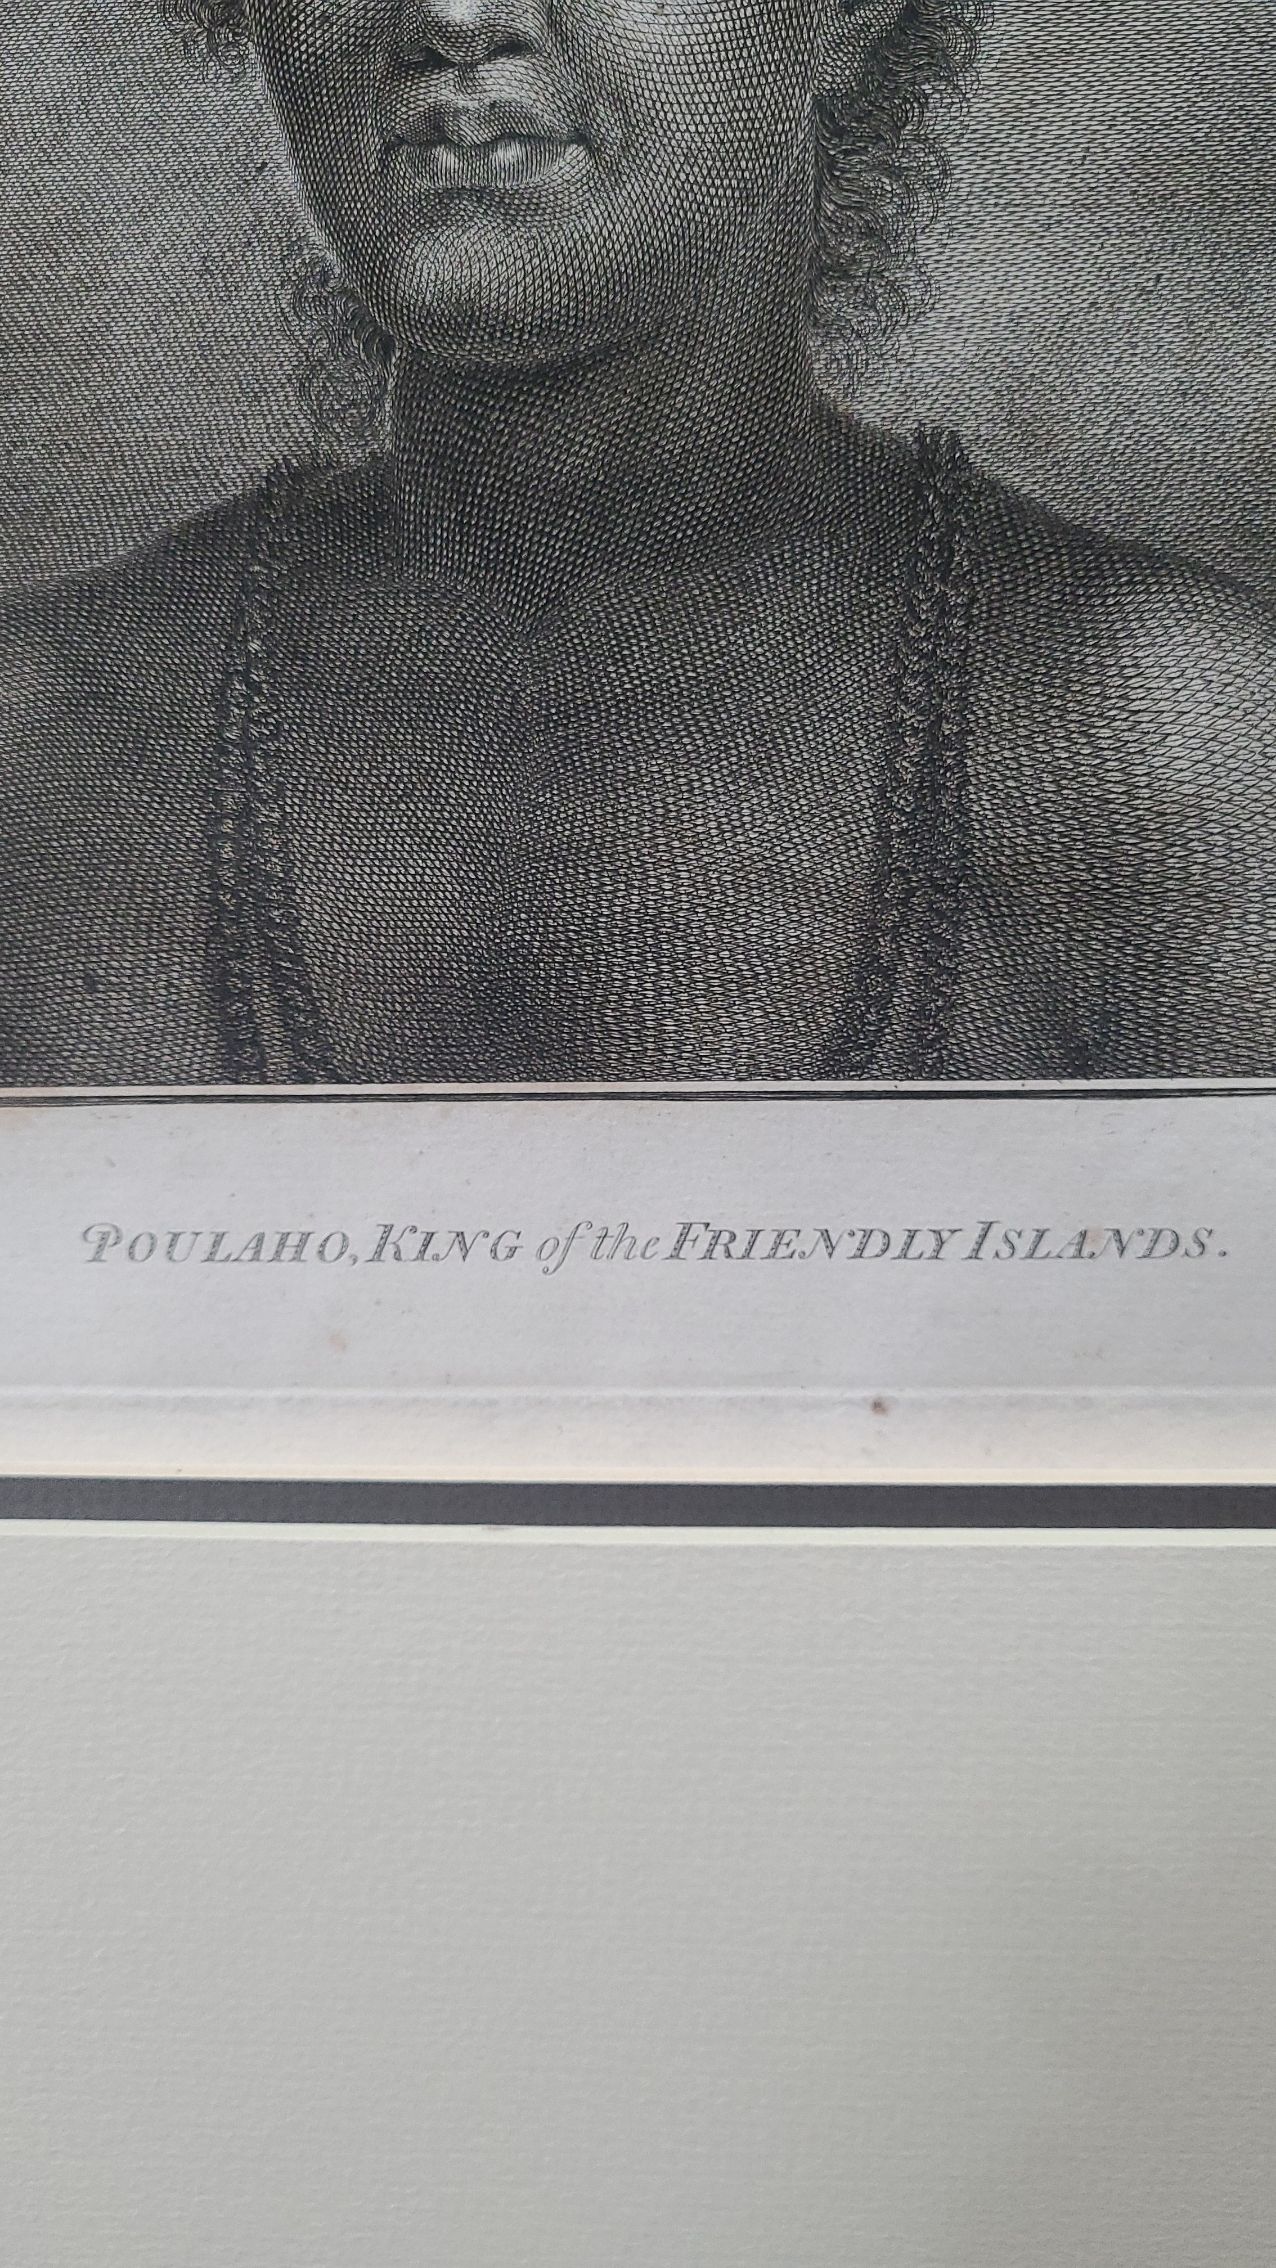 POULAHO, KING of the FRIENDLY ISLANDS.